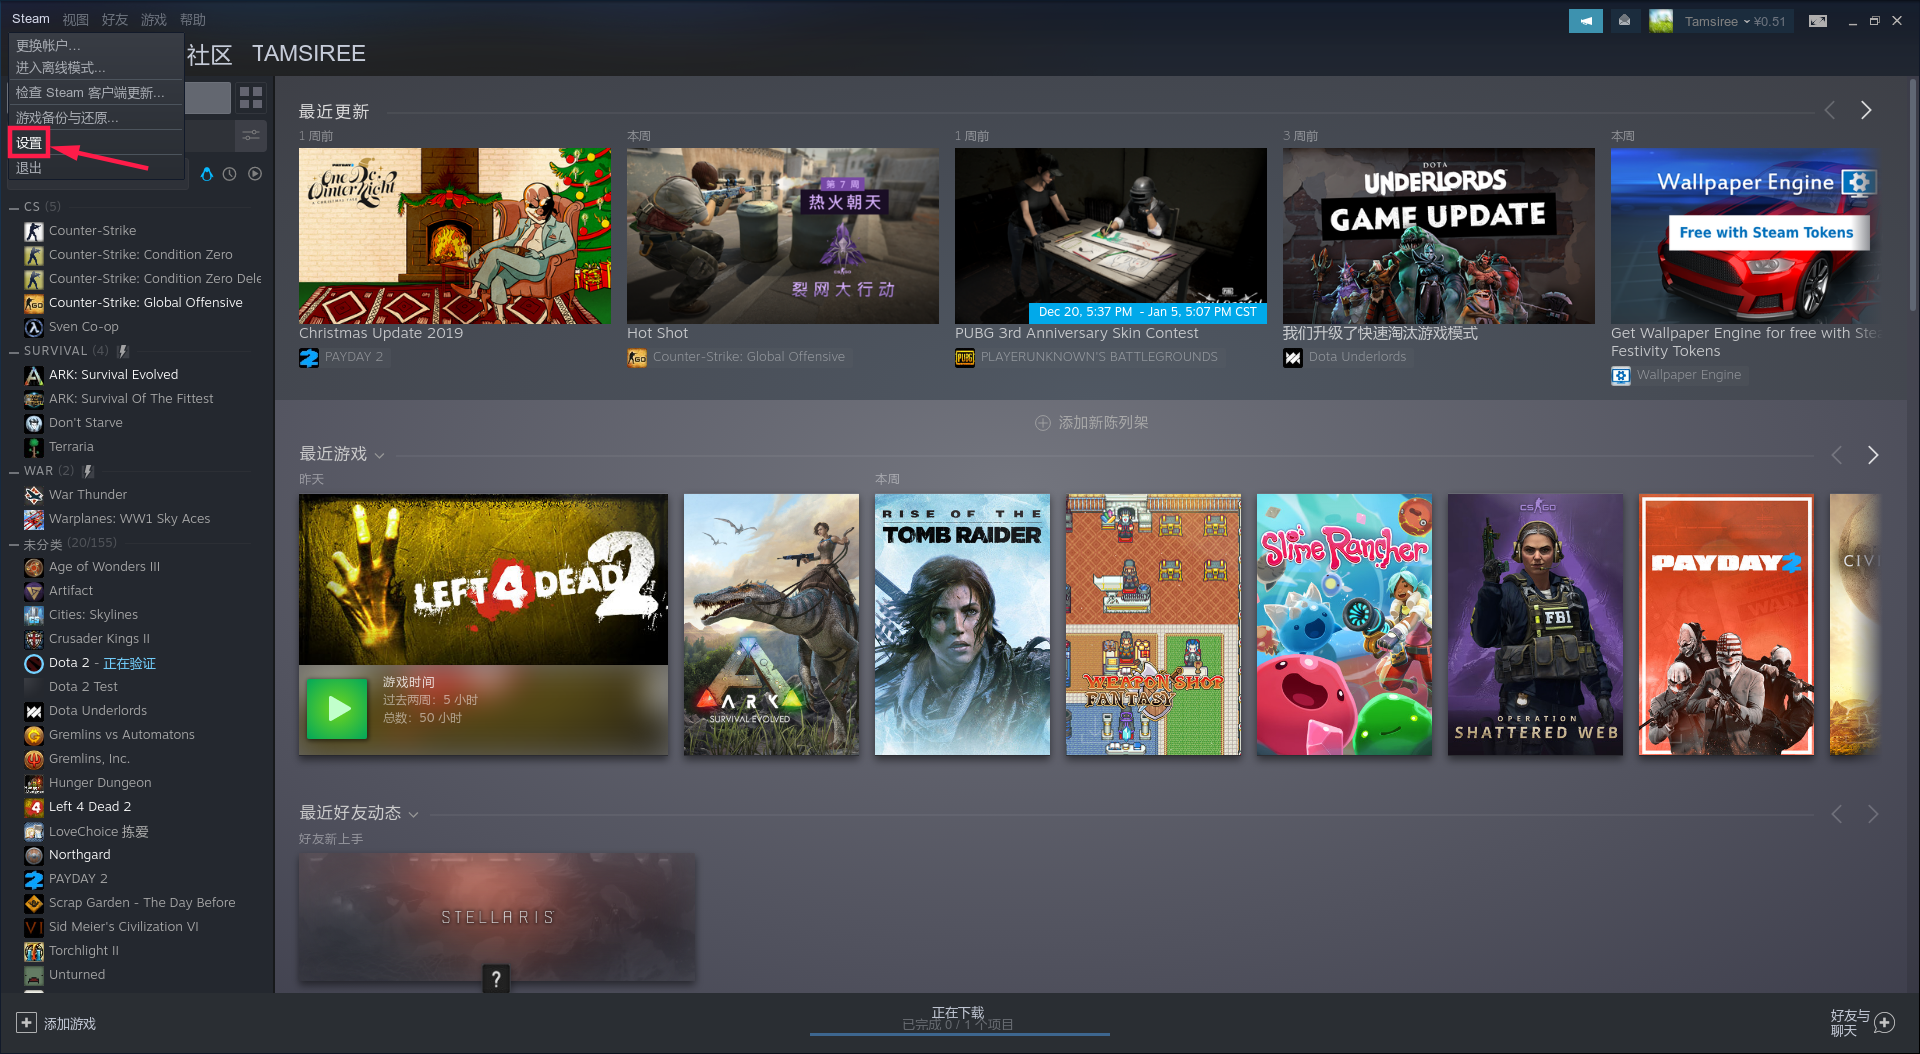 Steam 视图 好友 游戏 帮助
Tamsiree ¥0.51
更换帐户...
进入离线模式...
检查 Steam 客户端更新...
游戏备份与还原...
设置
退出
社区 TAMSIREE
CS (5)
Counter-Strike
Counter-Strike: Condition Zero
Counter-Strike: Condition Zero Dele
Counter-Strike: Global Offensive
Sven Co-op
SURVIVAL (4)
ARK: Survival Evolved
ARK: Survival Of The Fittest
Don't Starve
Terraria
WAR (2)
War Thunder
Warplanes: WW1 Sky Aces
未分类 (20/155)
Age of Wonders III
Artifact
Cities: Skylines
Crusader Kings II
Dota 2 - 正在验证
Dota 2 Test
Dota Underlords
Gremlins vs Automatons
Gremlins, Inc.
Hunger Dungeon
Left 4 Dead 2
LoveChoice 拣爱
Northgard
PAYDAY 2
Scrap Garden - The Day Before
Sid Meier's Civilization VI
Torchlight II
Unturned
最近更新
1 周前
One De
Winter Night
Christmas Update 2019
PAYDAY 2
本周
第 7 周
热火朝天
CS:GO
裂网大行动
Hot Shot
Counter-Strike: Global Offensive
1 周前
PUBG
Dec 20, 5:37 PM - Jan 5, 5:07 PM CST
PUBG 3rd Anniversary Skin Contest
PLAYERUNKNOWN'S BATTLEGROUNDS
3 周前
DOTA
UNDERLORDS
GAME UPDATE
我们升级了快速淘汰游戏模式
Dota Underlords
本周
Wallpaper Engine
Free with Steam Tokens
Get Wallpaper Engine for free with Stea
Festivity Tokens
Wallpaper Engine
添加新陈列架
最近游戏
昨天
LEFT 4 DEAD 2
游戏时间
过去两周：5 小时
总数：50 小时
ARK
SURVIVAL EVOLVED
本周
RISE OF THE
TOMB RAIDER
WEAPON SHOP
FANTASY
Slime Rancher
CS GO
FBI
OPERATION
SHATTERED WEB
PAYDAY 2
CIVI
最近好友动态
好友新上手
STELLARIS
?
添加游戏
正在下载
已完成 0 / 1 个项目
好友与
聊天